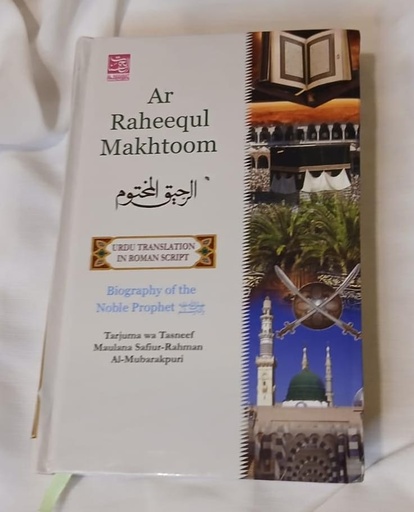 Ar
Raheequl
Makhtoom
الرحيق المختوم
URDU TRANSLATION
IN ROMAN SCRIPT
Biography of the
Noble Prophet ﷺ
Tarjuma wa Tasneef
Maulana Safiur-Rahman
Al-Mubarakpuri